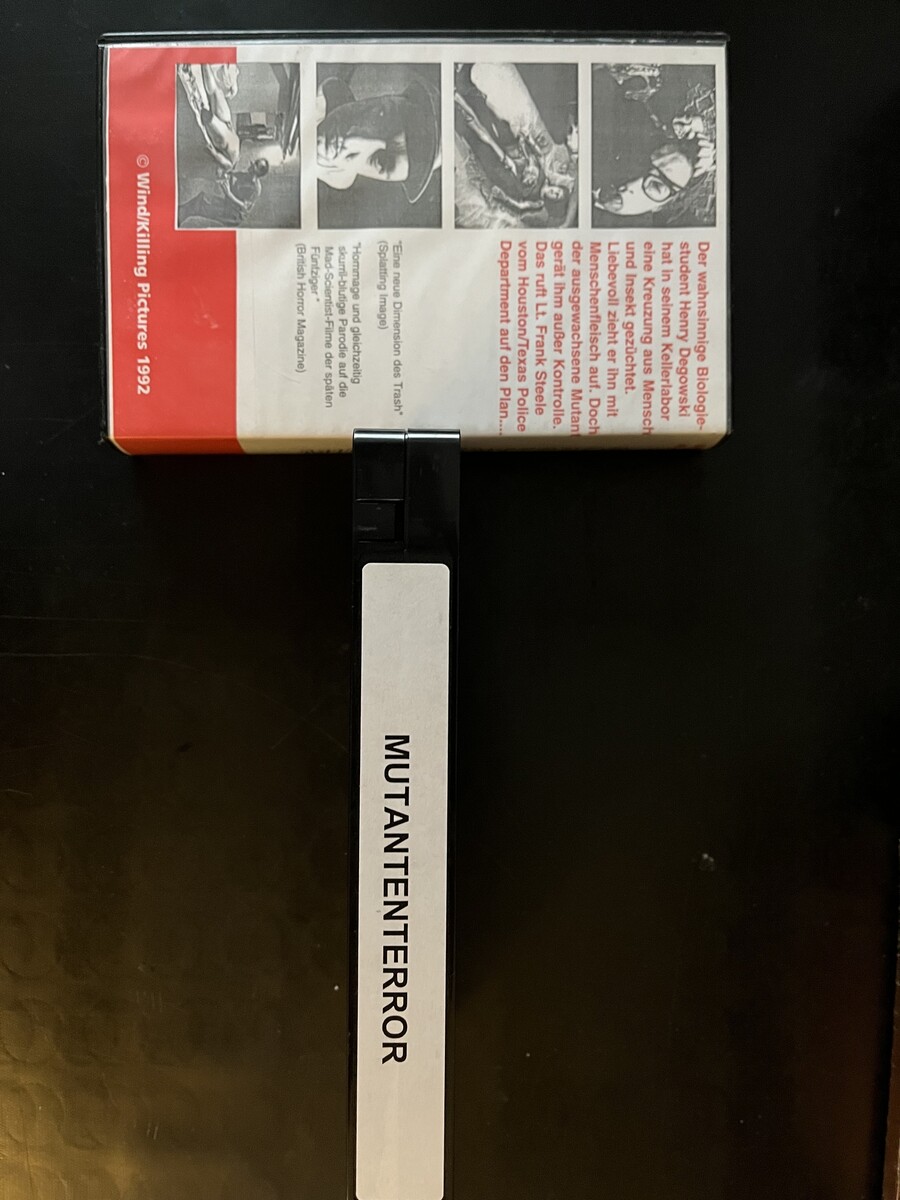 Der wahnsinnige Biologie-
student Henry Degowski
hat in seinem Kellerlabor
eine Kreuzung aus Mensch
und Insekt gezüchtet.
Liebevoll zieht er ihn mit
Menschenfleisch auf. Doch
der ausgewachsene Mutant
gerät ihm außer Kontrolle.
Das ruft Lt. Frank Steele
vom Houston/Texas Police
Department auf den Plan....
"Eine neue Dimension des Trash"
(Splatting Image)
"Hommage und gleichzeitig
skurril-blutige Parodie auf die
Mad-Scientist-Filme der späten
Fünfziger"
(British Horror Magazine)
© Wind/Killing Pictures 1992
MUTANTENTERROR